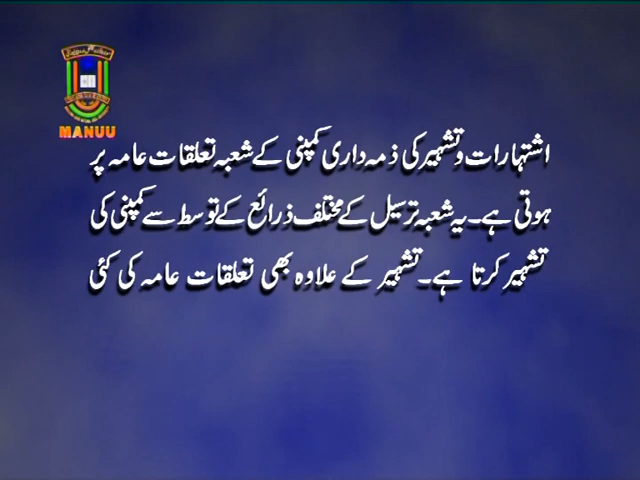 MANUU
اشتہارات و تشہیر کی ذمہ داری کمپنی کے شعبہ تعلقات عامہ پر
ہوتی ہے۔ یہ شعبہ ترسیل کے مختلف ذرائع کے توسط سے کمپنی کی
تشہیر کرتا ہے۔ تشہیر کے علاوہ بھی تعلقات عامہ کی کئی